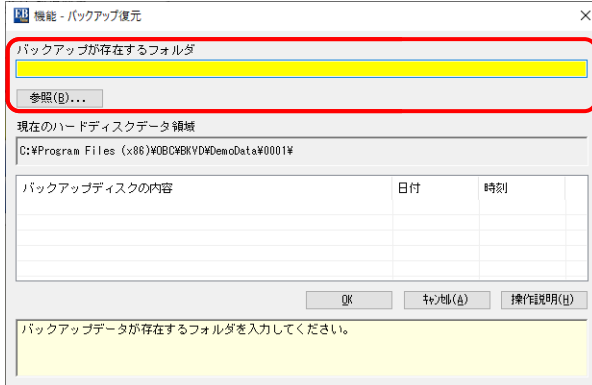 機能 - バックアップ復元
バックアップが存在するフォルダ
参照(B)...
現在のハードディスクデータ領域
C:¥Program Files (x86)¥OBC¥BKVD¥DemoData¥0001¥
バックアップディスクの内容 日付 時刻
OK ｷｬﾝｾﾙ(A) 操作説明(H)
バックアップデータが存在するフォルダを入力してください。